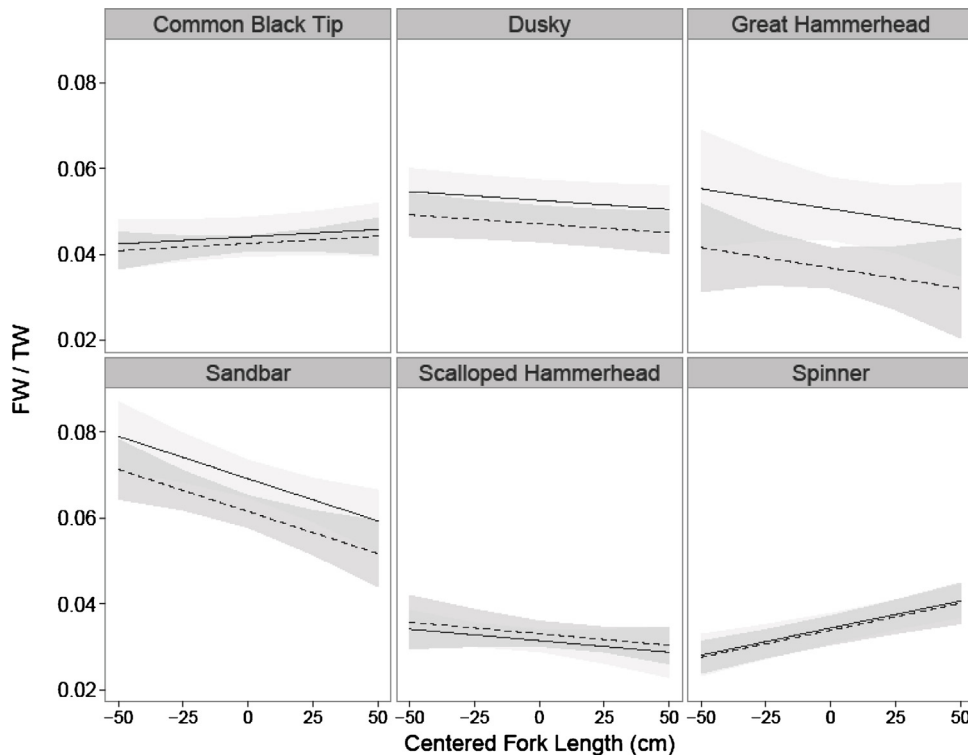 Common Black Tip Dusky Great Hammerhead
0.08
0.06
0.04
0.02
FW / TW
Sandbar Scalloped Hammerhead Spinner
0.08
0.06
0.04
0.02
−50 −25 0 25 50 −50 −25 0 25 50 −50 −25 0 25 50
Centered Fork Length (cm)